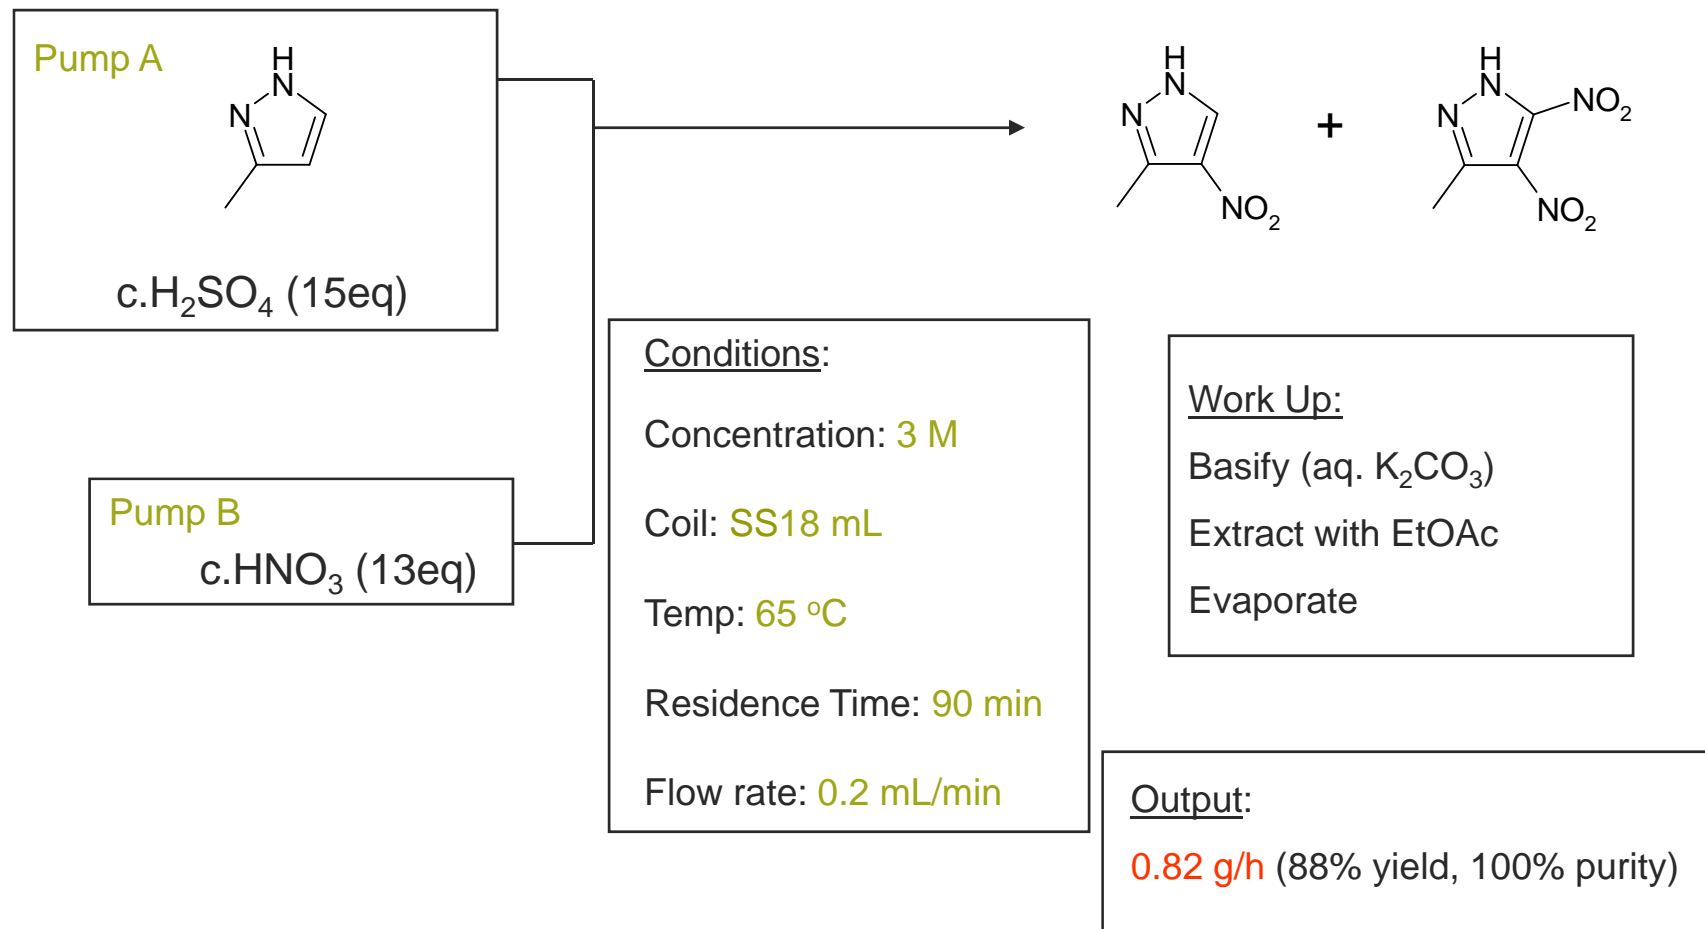 Pump A
H
N
N
c.H₂SO₄ (15eq)
Pump B
c.HNO₃ (13eq)
H
N
N
NO₂
+
H
N
N
NO₂
NO₂
Conditions:
Concentration: 3 M
Coil: SS18 mL
Temp: 65 ºC
Residence Time: 90 min
Flow rate: 0.2 mL/min
Work Up:
Basify (aq. K₂CO₃)
Extract with EtOAc
Evaporate
Output:
0.82 g/h (88% yield, 100% purity)